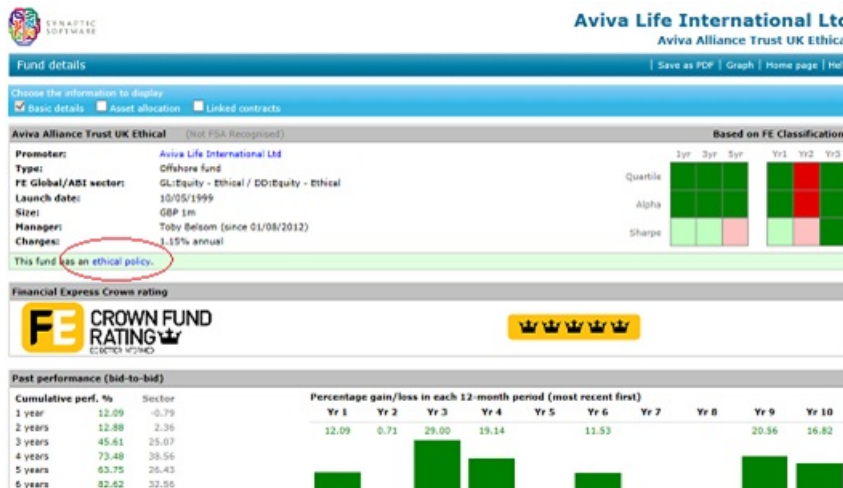 SYNAPTIC
SOFTWARE
Aviva Life International Ltd
Aviva Alliance Trust UK Ethical
Fund details
| Save as PDF | Graph | Home page | Hel
Choose the information to display
Basic details Asset allocation Linked contracts
Aviva Alliance Trust UK Ethical (Not FSA Recognised) Based on FE Classification
Promoter: Aviva Life International Ltd
Type: Offshore fund
FE Global/ABI sector: GL:Equity - Ethical / DD:Equity - Ethical
Launch date: 10/05/1999
Size: GBP 1m
Manager: Toby Belsom (since 01/08/2012)
Charges: 1.15% annual
1yr 3yr 5yr Yr1 Yr2 Yr3
Quartile
Alpha
Sharpe
This fund has an ethical policy.
Financial Express Crown rating
FE CROWN FUND
RATING
Past performance (bid-to-bid)
Cumulative perf. % Sector
1 year 12.09 -0.79
2 years 12.88 2.36
3 years 45.61 25.07
4 years 73.48 38.56
5 years 63.75 26.43
6 years 82.62 32.56
Percentage gain/loss in each 12-month period (most recent first)
Yr 1 Yr 2 Yr 3 Yr 4 Yr 5 Yr 6 Yr 7 Yr 8 Yr 9 Yr 10
12.09 0.71 29.00 19.14 11.53 20.56 16.82